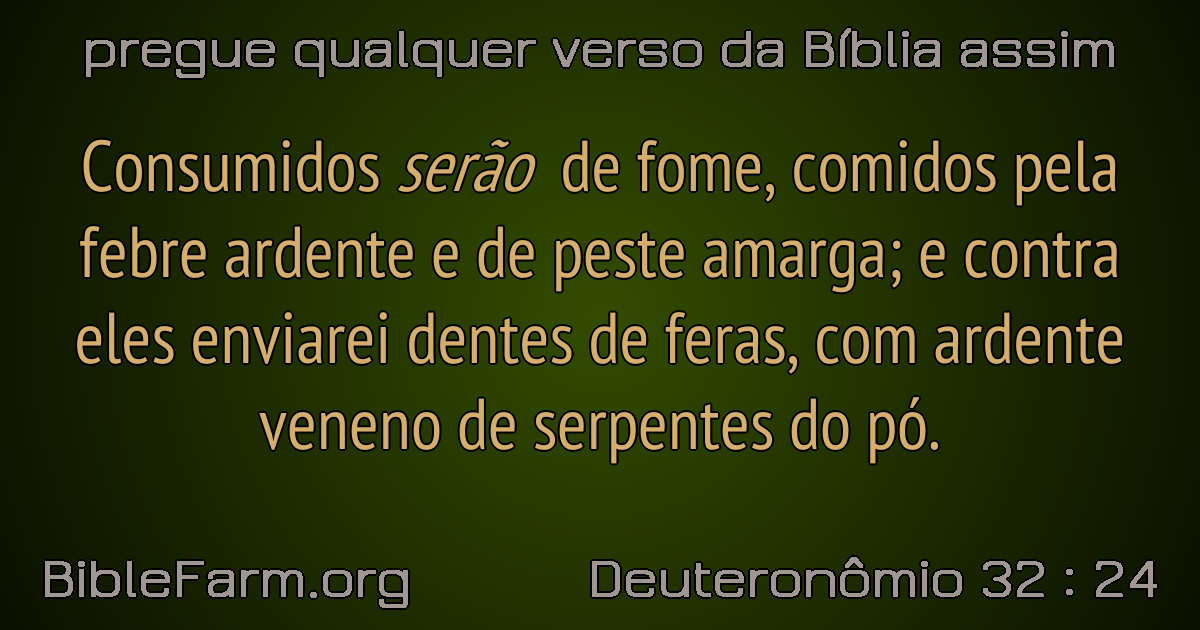 pregue qualquer verso da Bíblia assim
Consumidos serão de fome, comidos pela
febre ardente e de peste amarga; e contra
eles enviarei dentes de feras, com ardente
veneno de serpentes do pó.
BibleFarm.org Deuteronômio 32 : 24